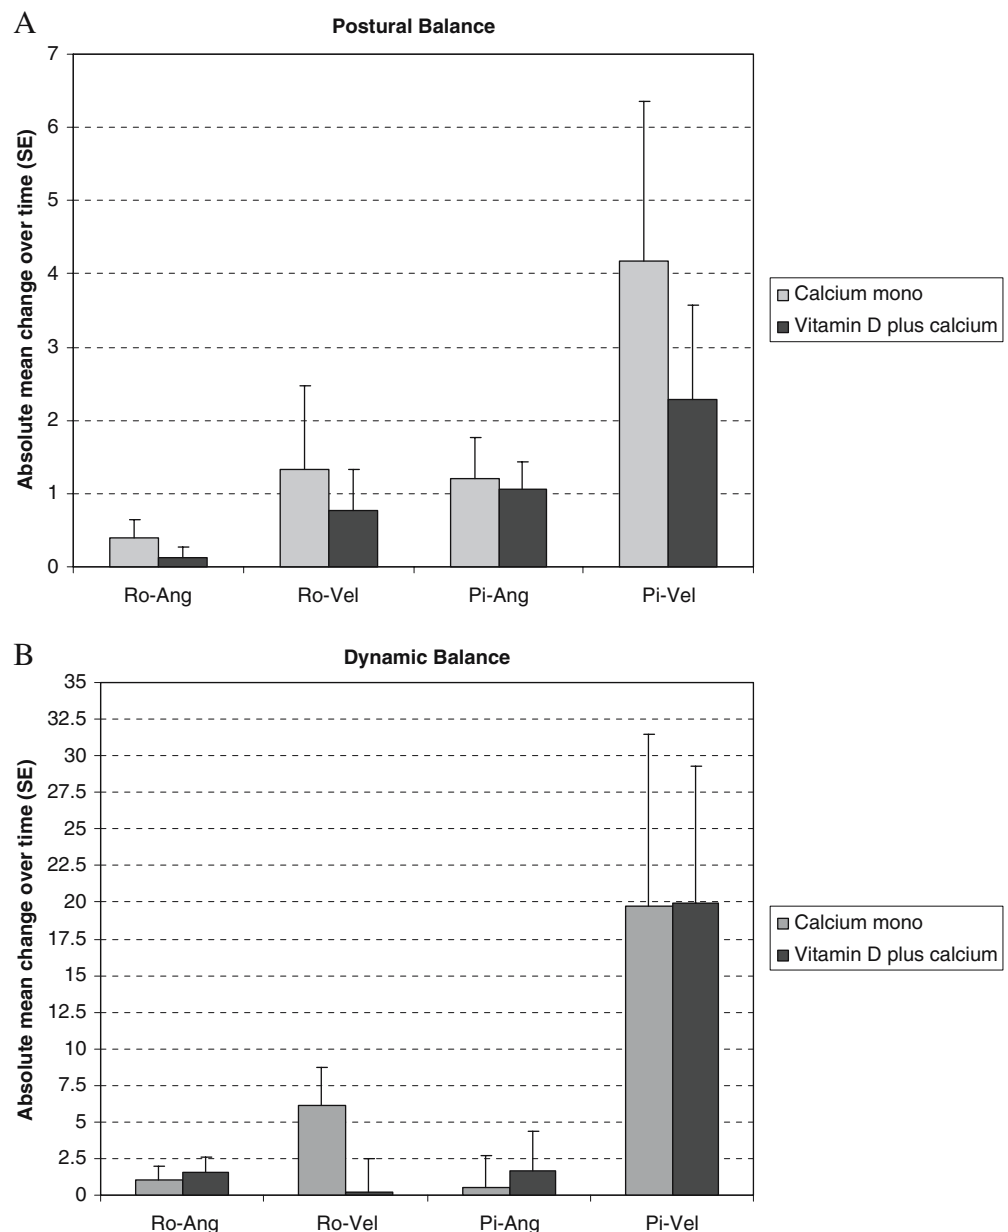 A
Postural Balance
Absolute mean change over time (SE)
7
6
5
4
3
2
1
0
Ro-Ang Ro-Vel Pi-Ang Pi-Vel
Calcium mono
Vitamin D plus calcium
B
Dynamic Balance
Absolute mean change over time (SE)
35
32.5
30
27.5
25
22.5
20
17.5
15
12.5
10
7.5
5
2.5
0
Ro-Ang Ro-Vel Pi-Ang Pi-Vel
Calcium mono
Vitamin D plus calcium